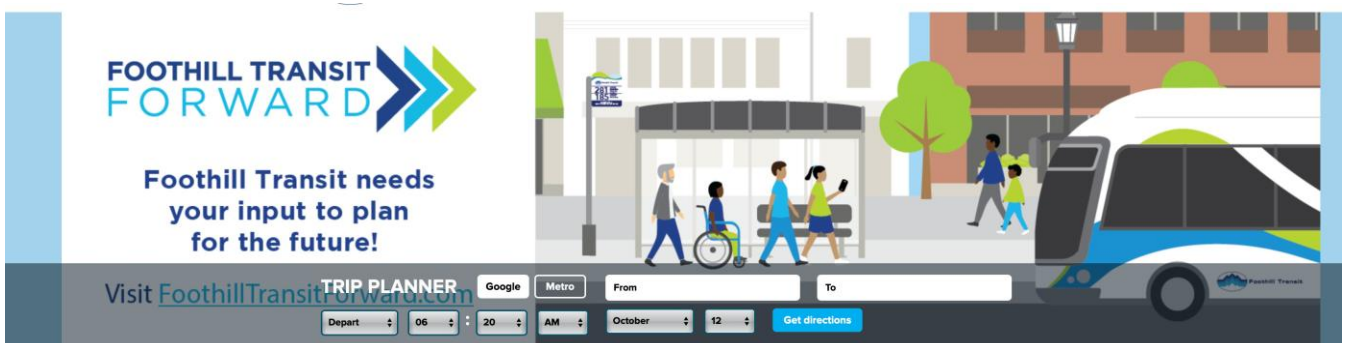 FOOTHILL TRANSIT
FORWARD
Foothill Transit needs
your input to plan
for the future!
Visit FoothillTransitForward.com
TRIP PLANNER Google Metro From To
Depart 06 : 20 AM October 12 Get directions
Foothill Transit